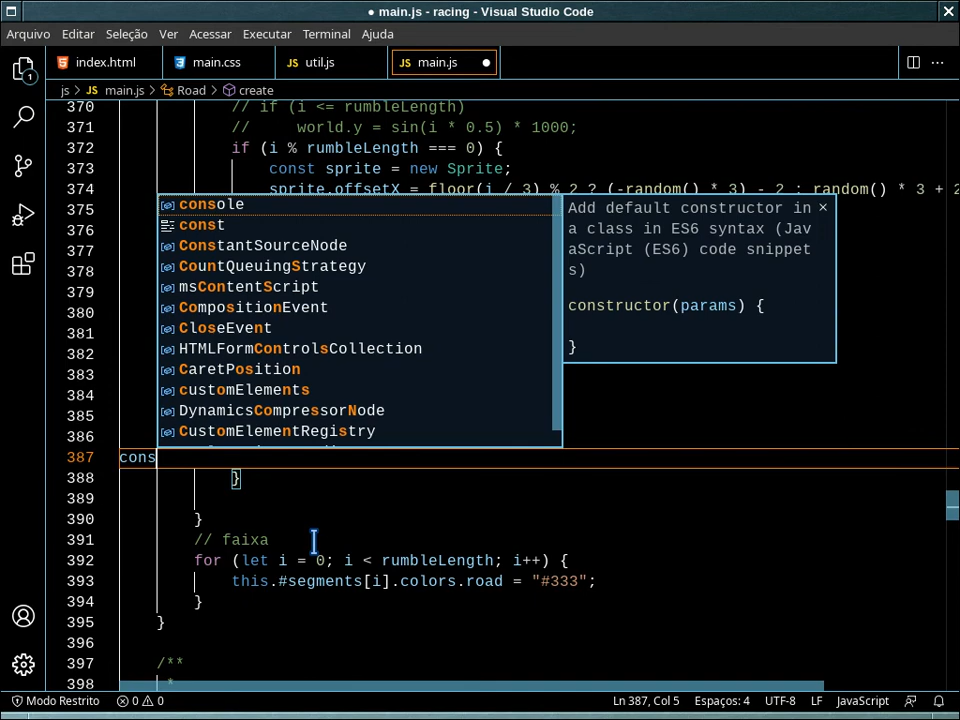 ● main.js - racing - Visual Studio Code
Arquivo Editar Seleção Ver Acessar Executar Terminal Ajuda
index.html main.css JS util.js JS main.js ●
js > JS main.js > Road > create
1
370 // if (i <= rumbleLength)
371 //     world.y = sin(i * 0.5) * 1000;
372 if (i % rumbleLength === 0) {
373 const sprite = new Sprite;
374 sprite.offsetX = floor(i / 3) % 2 ? (-random() * 3) - 2 : random() * 3 + 2
375
376
377
378
379
380
381
382
383
384
385
386
console
const
ConstantSourceNode
CountQueuingStrategy
msContentScript
CompositionEvent
CloseEvent
HTMLFormControlsCollection
CaretPosition
customElements
DynamicsCompressorNode
CustomElementRegistry
Add default constructor in
a class in ES6 syntax (Jav
aScript (ES6) code snippet
s)
constructor(params) {
}
387 cons
388 }
389
390 }
391 // faixa
392 for (let i = 0; i < rumbleLength; i++) {
393 this.#segments[i].colors.road = "#333";
394 }
395 }
396
397 /**
398 *
Modo Restrito 0 0 Ln 387, Col 5 Espaços: 4 UTF-8 LF JavaScript